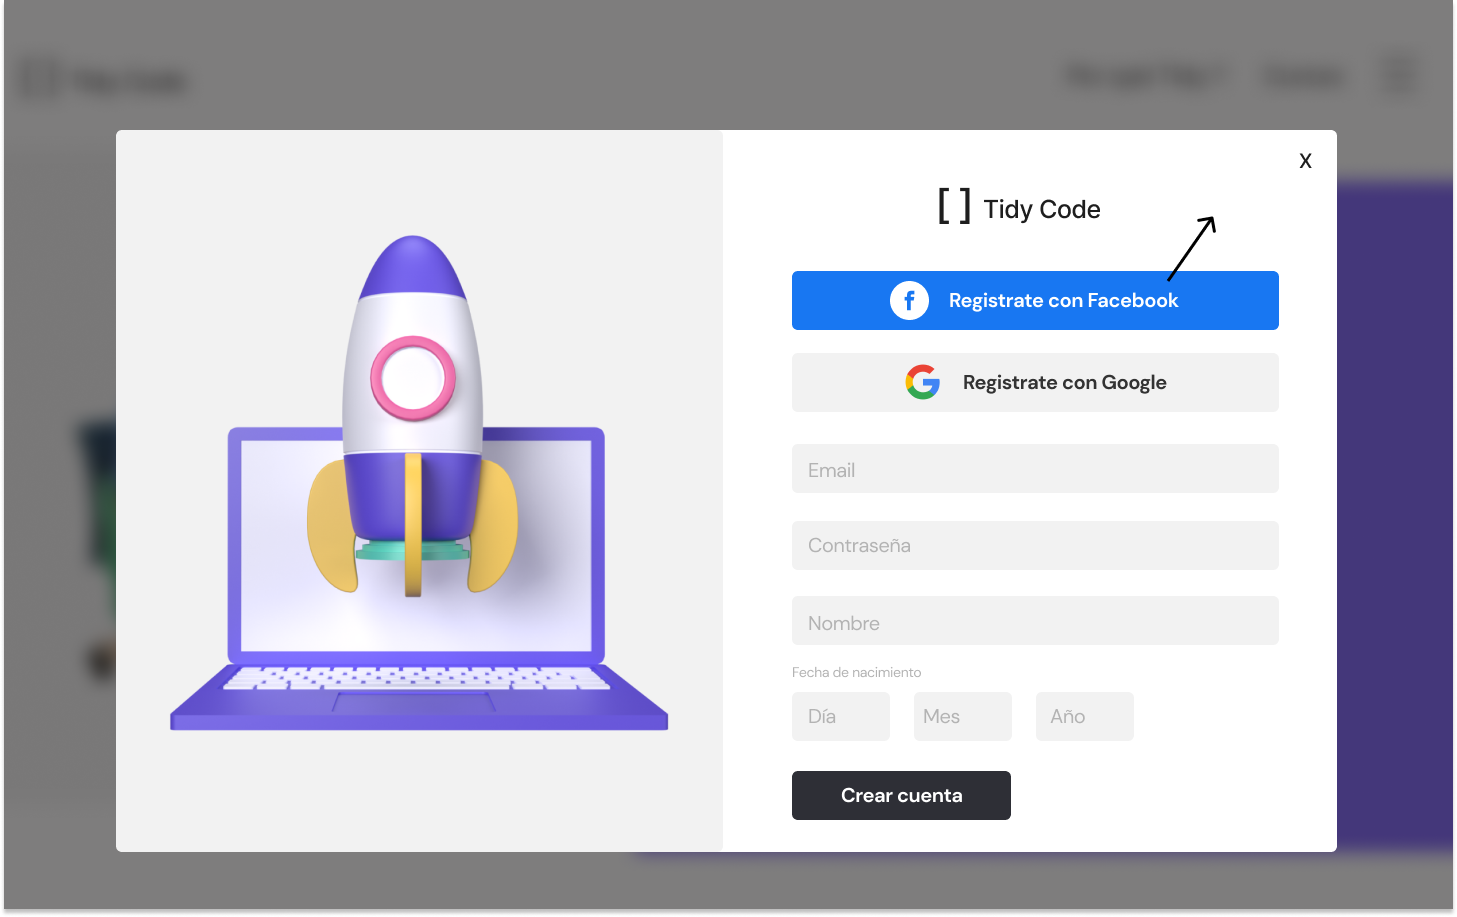 X
[ ] Tidy Code
Registrate con Facebook
Registrate con Google
Email
Contraseña
Nombre
Fecha de nacimiento
Día Mes Año
Crear cuenta